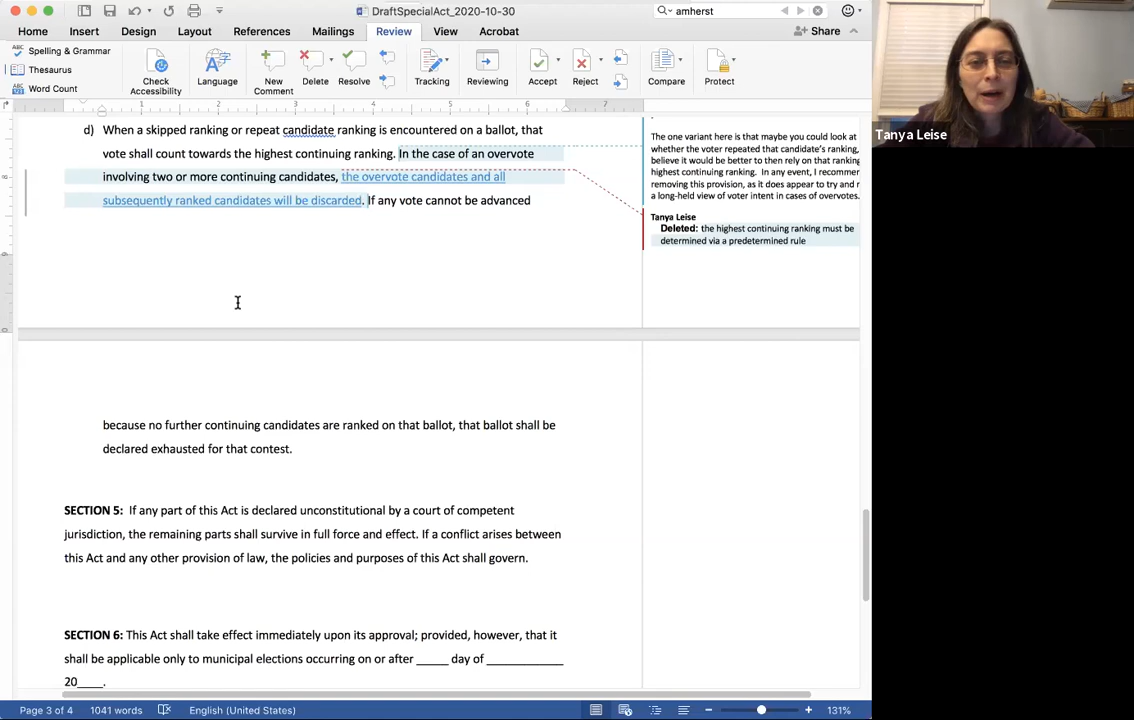 DraftSpecialAct_2020-10-30
amherst
Home Insert Design Layout References Mailings Review View Acrobat
Share
ABC Spelling & Grammar
Thesaurus
ABC Word Count
Check Accessibility
Language
New Comment
Delete
Resolve
Tracking
Reviewing
Accept
Reject
Compare
Protect
1 2 3 4 5 6 7
Tanya Leise
d) When a skipped ranking or repeat candidate ranking is encountered on a ballot, that
vote shall count towards the highest continuing ranking. In the case of an overvote
involving two or more continuing candidates, the overvote candidates and all
subsequently ranked candidates will be discarded. If any vote cannot be advanced
The one variant here is that maybe you could look at
whether the voter repeated that candidate's ranking,
believe it would be better to then rely on that ranking
highest continuing ranking. In any event, I recommer
removing this provision, as it does appear to try and r
a long-held view of voter intent in cases of overvotes.
Tanya Leise
Deleted: the highest continuing ranking must be
determined via a predetermined rule
because no further continuing candidates are ranked on that ballot, that ballot shall be
declared exhausted for that contest.
SECTION 5: If any part of this Act is declared unconstitutional by a court of competent
jurisdiction, the remaining parts shall survive in full force and effect. If a conflict arises between
this Act and any other provision of law, the policies and purposes of this Act shall govern.
SECTION 6: This Act shall take effect immediately upon its approval; provided, however, that it
shall be applicable only to municipal elections occurring on or after _____ day of ____________
20____.
Page 3 of 4 1041 words English (United States) 131%